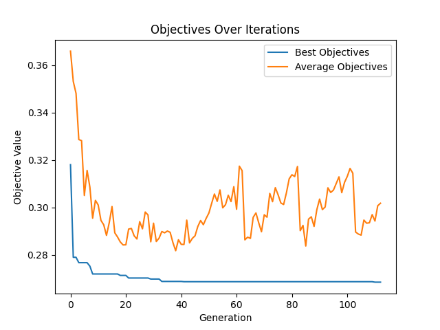 Objectives Over Iterations
Best Objectives
Average Objectives
Objective Value
0.36
0.34
0.32
0.30
0.28
0
20
40
60
80
100
Generation